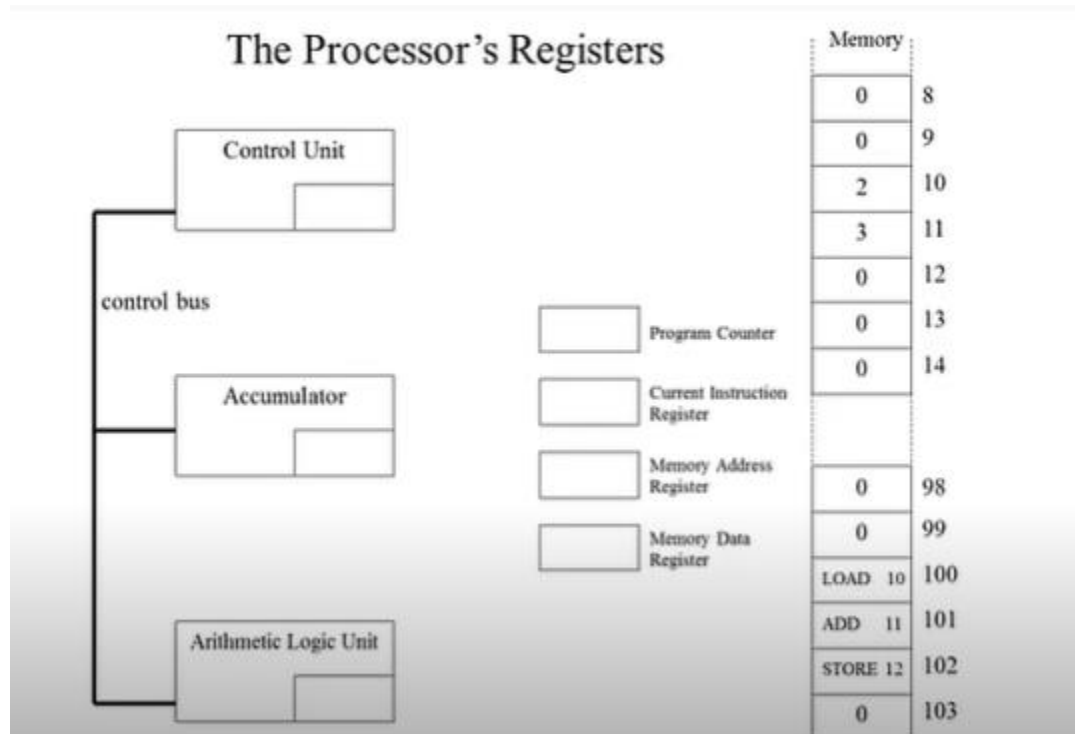 The Processor's Registers
Memory
Control Unit
control bus
Accumulator
Arithmetic Logic Unit
Program Counter
Current Instruction
Register
Memory Address
Register
Memory Data
Register
0 8
0 9
2 10
3 11
0 12
0 13
0 14
0 98
0 99
LOAD 10 100
ADD 11 101
STORE 12 102
0 103